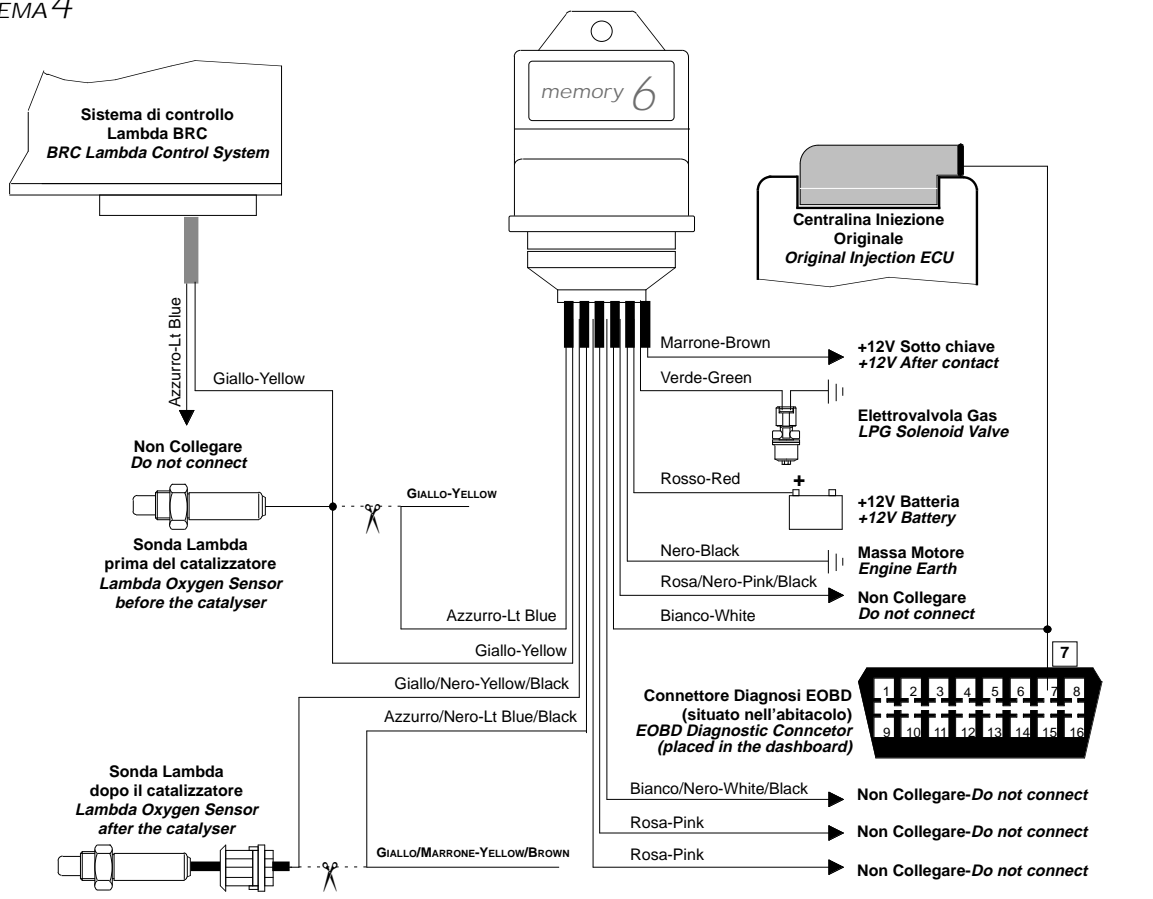 EMA 4
Sistema di controllo
Lambda BRC
BRC Lambda Control System
memory 6
Centralina Iniezione
Originale
Original Injection ECU
Azzurro-Lt Blue
Giallo-Yellow
Non Collegare
Do not connect
Marrone-Brown
+12V Sotto chiave
+12V After contact
Verde-Green
Elettrovalvola Gas
LPG Solenoid Valve
Rosso-Red
+
+12V Batteria
+12V Battery
GIALLO-YELLOW
Sonda Lambda
prima del catalizzatore
Lambda Oxygen Sensor
before the catalyser
Nero-Black
Massa Motore
Engine Earth
Rosa/Nero-Pink/Black
Non Collegare
Do not connect
Azzurro-Lt Blue
Bianco-White
Giallo-Yellow
7
Giallo/Nero-Yellow/Black
Azzurro/Nero-Lt Blue/Black
Connettore Diagnosi EOBD
(situato nell'abitacolo)
EOBD Diagnostic Conncetor
(placed in the dashboard)
1 2 3 4 5 6 7 8
9 10 11 12 13 14 15 16
Sonda Lambda
dopo il catalizzatore
Lambda Oxygen Sensor
after the catalyser
Bianco/Nero-White/Black
Non Collegare-Do not connect
Rosa-Pink
Non Collegare-Do not connect
GIALLO/MARRONE-YELLOW/BROWN
Rosa-Pink
Non Collegare-Do not connect